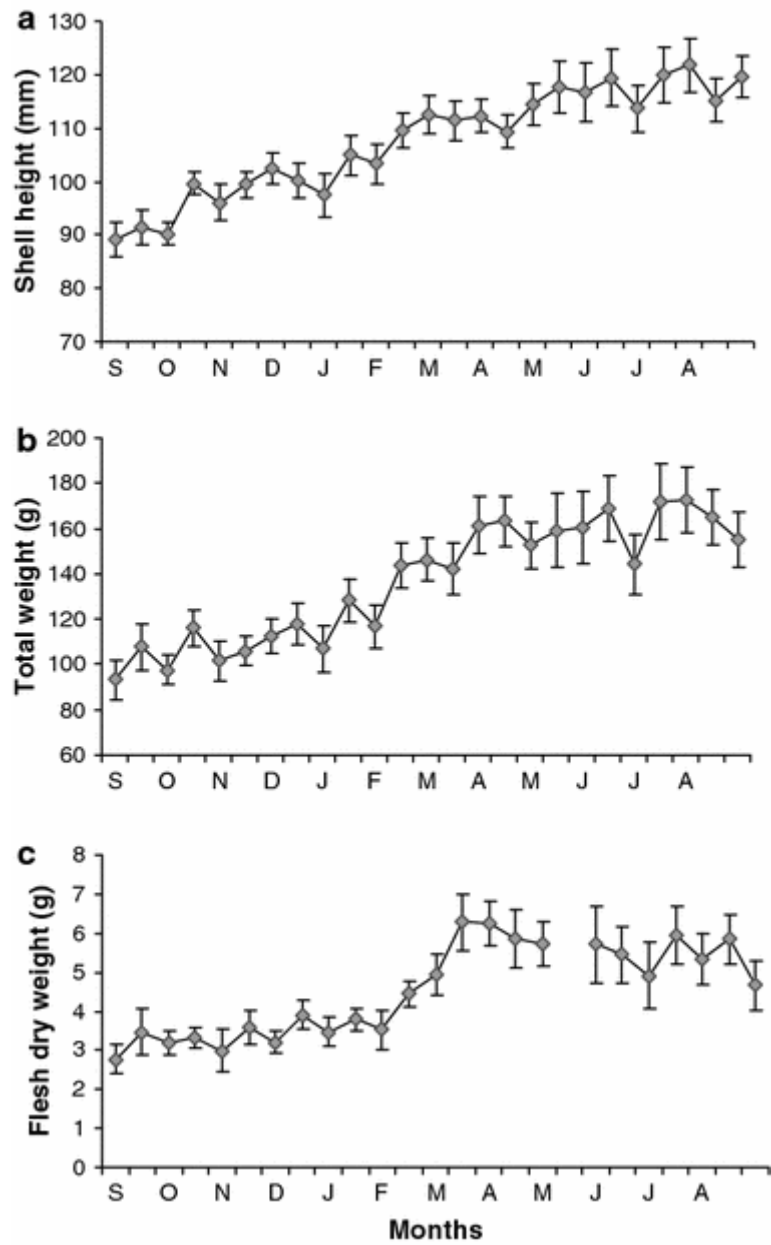 a
Shell height (mm)
130
120
110
100
90
80
70
S O N D J F M A M J J A
b
Total weight (g)
200
180
160
140
120
100
80
60
S O N D J F M A M J J A
c
Flesh dry weight (g)
8
7
6
5
4
3
2
1
0
S O N D J F M A M J J A
Months